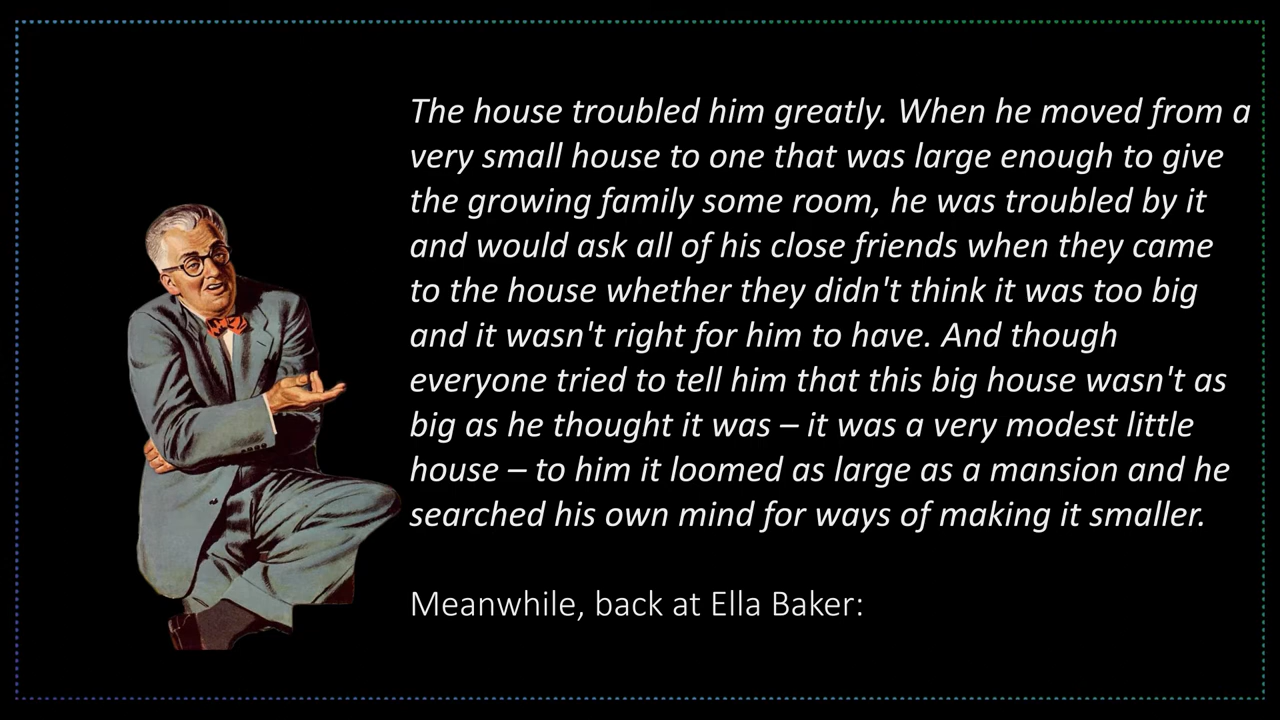 The house troubled him greatly. When he moved from a
very small house to one that was large enough to give
the growing family some room, he was troubled by it
and would ask all of his close friends when they came
to the house whether they didn't think it was too big
and it wasn't right for him to have. And though
everyone tried to tell him that this big house wasn't as
big as he thought it was – it was a very modest little
house – to him it loomed as large as a mansion and he
searched his own mind for ways of making it smaller.
Meanwhile, back at Ella Baker: